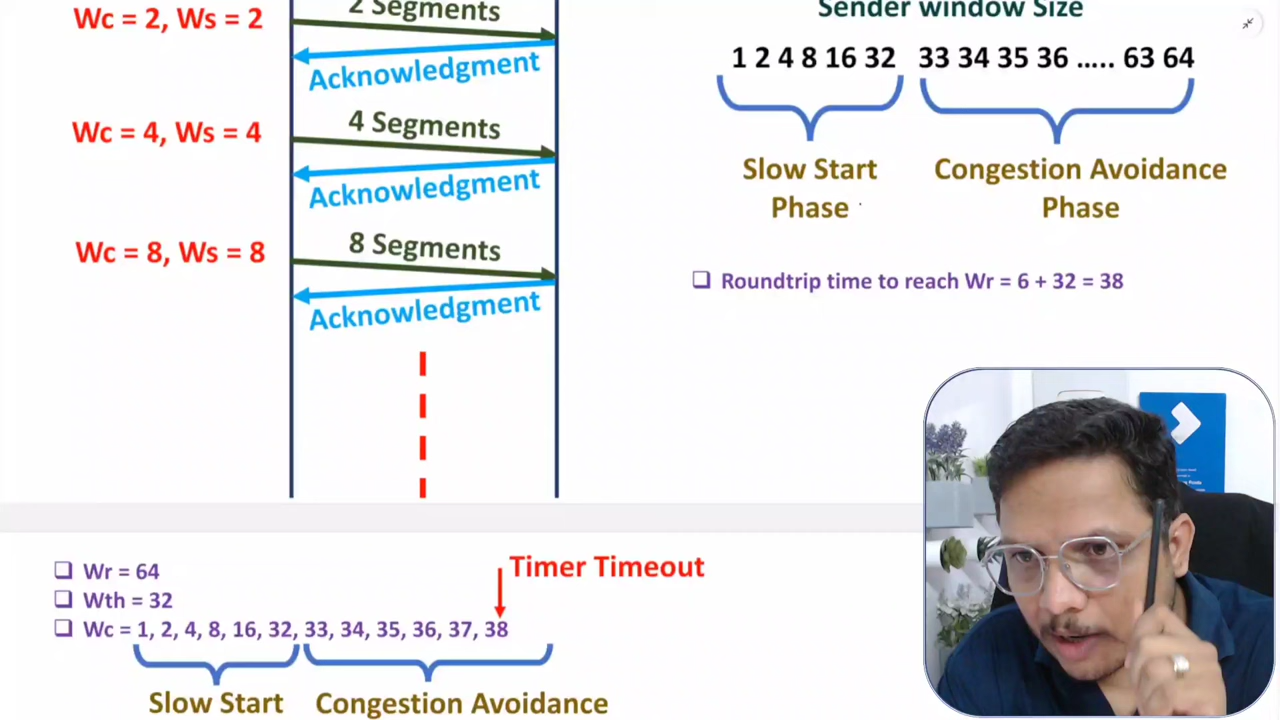 Wc = 2, Ws = 2
2 Segments
Acknowledgment
Wc = 4, Ws = 4
4 Segments
Acknowledgment
Wc = 8, Ws = 8
8 Segments
Acknowledgment
Sender window Size
1 2 4 8 16 32 33 34 35 36 ..... 63 64
Slow Start
Phase
Congestion Avoidance
Phase
❑ Roundtrip time to reach Wr = 6 + 32 = 38
❑ Wr = 64
❑ Wth = 32
❑ Wc = 1, 2, 4, 8, 16, 32, 33, 34, 35, 36, 37, 38
Timer Timeout
Slow Start
Congestion Avoidance